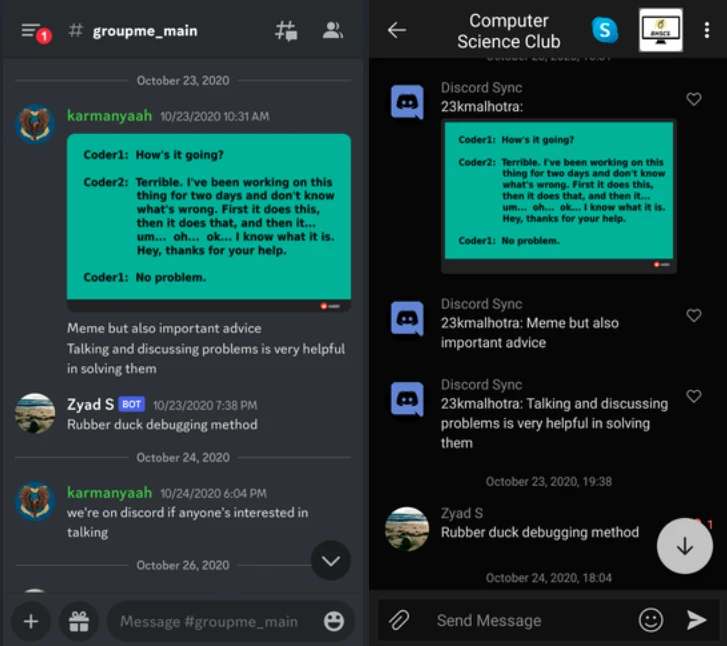 1
# groupme_main
October 23, 2020
karmanyaah 10/23/2020 10:31 AM
Coder1: How's it going?
Coder2: Terrible. I've been working on this
thing for two days and don't know
what's wrong. First it does this,
then it does that, and then it...
um... oh... ok... I know what it is.
Hey, thanks for your help.
Coder1: No problem.
Meme but also important advice
Talking and discussing problems is very helpful
in solving them
Zyad S BOT 10/23/2020 7:38 PM
Rubber duck debugging method
October 24, 2020
karmanyaah 10/24/2020 6:04 PM
we're on discord if anyone's interested in
talking
October 26, 2020
Message #groupme_main
Computer
Science Club
S
BHSCS
Discord Sync
23kmalhotra:
Coder1: How's it going?
Coder2: Terrible. I've been working on this
thing for two days and don't know
what's wrong. First it does this,
then it does that, and then it...
um... oh... ok... I know what it is.
Hey, thanks for your help.
Coder1: No problem.
Discord Sync
23kmalhotra: Meme but also
important advice
Discord Sync
23kmalhotra: Talking and discussing
problems is very helpful in solving
them
October 23, 2020, 19:38
Zyad S
Rubber duck debugging method
1
October 24, 2020, 18:04
Send Message